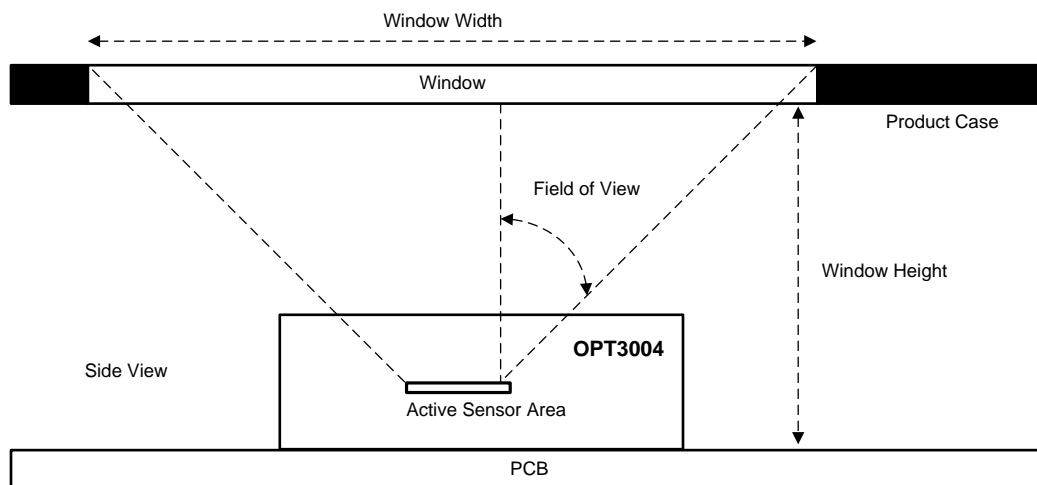 Window Width
Window
Product Case
Field of View
Window Height
OPT3004
Side View
Active Sensor Area
PCB